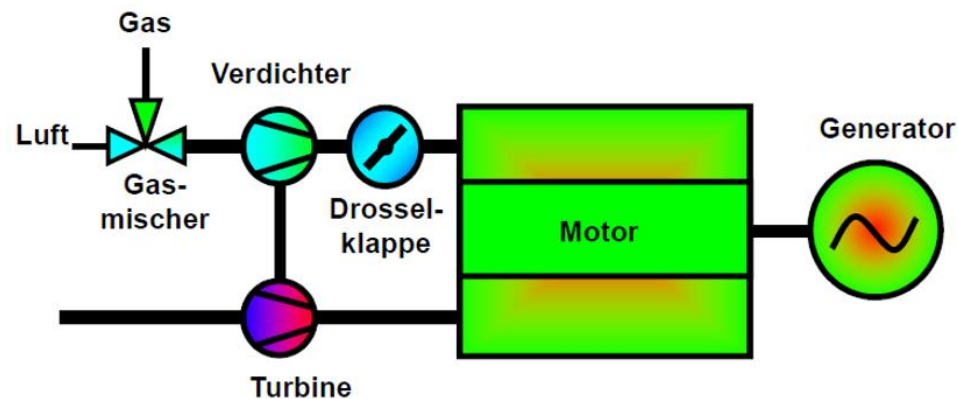 Gas
Verdichter
Luft
Gas-
mischer
Drossel-
klappe
Motor
Generator
Turbine